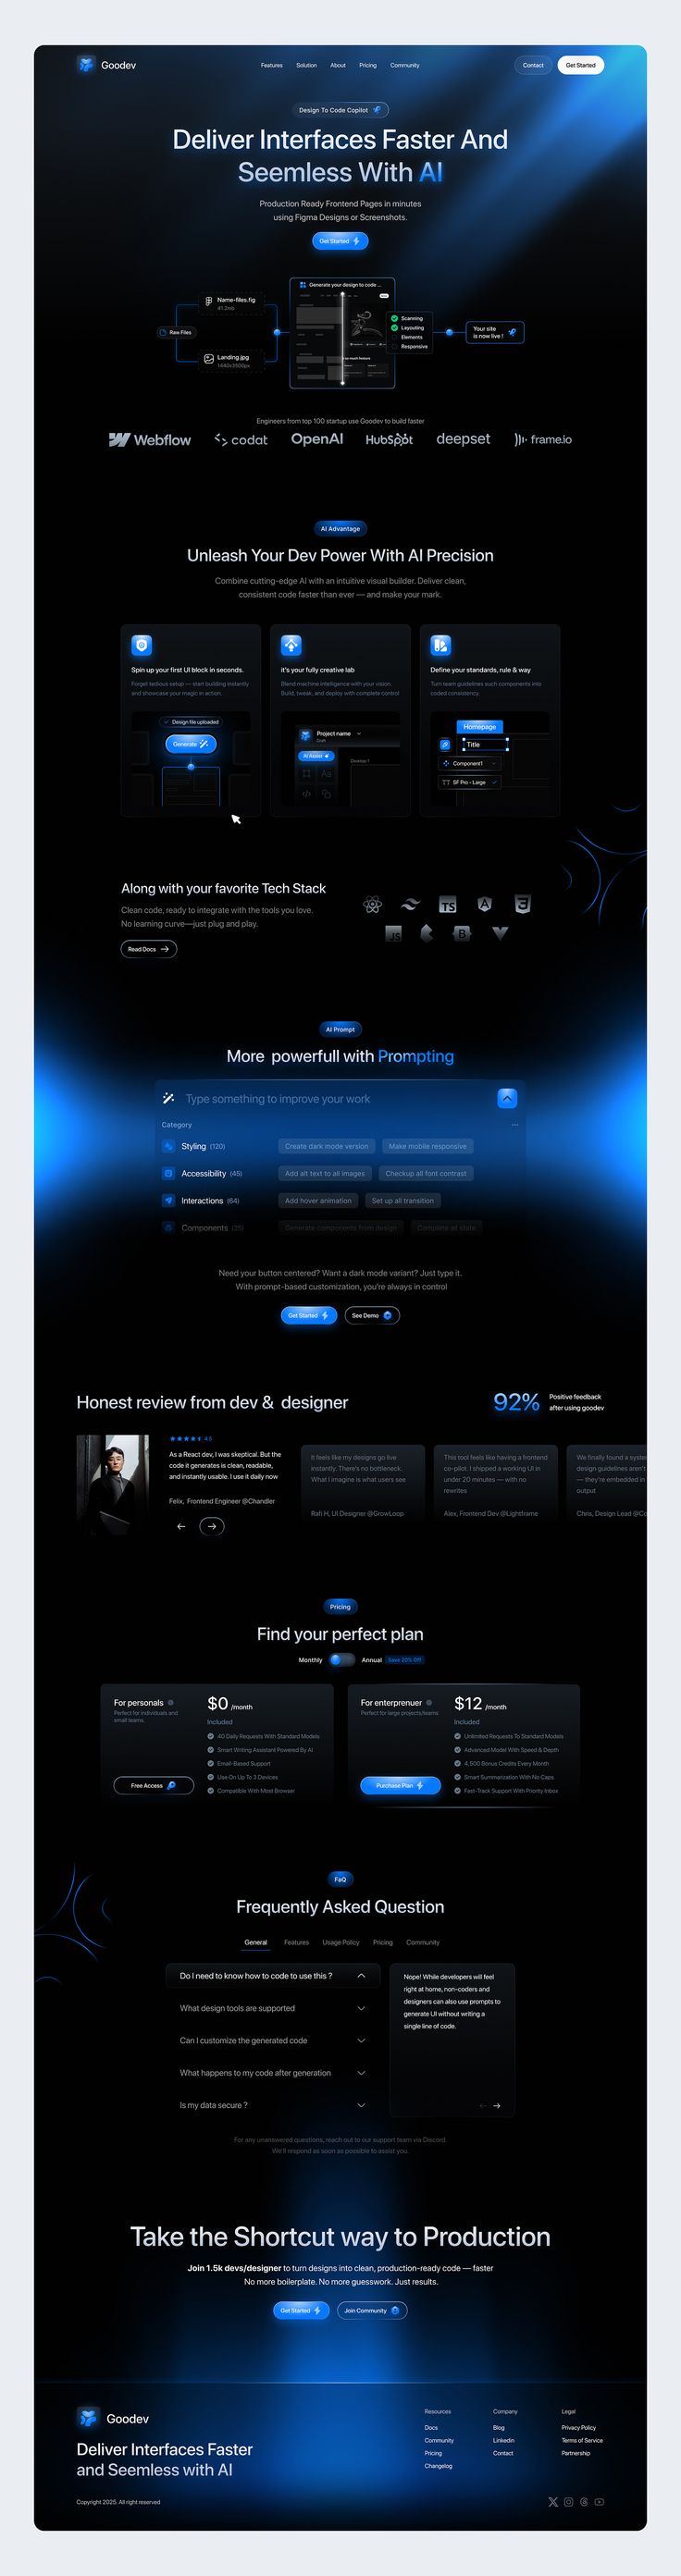 Goodev
Features Solution About Pricing Community
Contact
Get Started
Design To Code Copilot
Deliver Interfaces Faster And
Seemless With AI
Production Ready Frontend Pages in minutes
using Figma Designs or Screenshots.
Get Started
Raw Files
Name-files.fig
41.2mb
Landing.jpg
1440x3600px
Generate your design to code ...
Scanning
Layouting
Elements
Responsive
Your site
is now live !
Engineers from top 100 startup use Goodev to build faster
Webflow codat OpenAI HubSpot deepset frame.io
AI Advantage
Unleash Your Dev Power With AI Precision
Combine cutting-edge AI with an intuitive visual builder. Deliver clean,
consistent code faster than ever — and make your mark.
Spin up your first UI block in seconds.
Forget tedious setup — start building instantly
and showcase your magic in action.
Design file uploaded
Generate
it's your fully creative lab
Blend machine intelligence with your vision.
Build, tweak, and deploy with complete control
Project name
Draft
AI Assist
Desktop-1
Aa
Define your standards, rule & way
Turn team guidelines such components into
coded consistency.
Homepage
Title
Component1
TT SF Pro - Large
Along with your favorite Tech Stack
Clean code, ready to integrate with the tools you love.
No learning curve—just plug and play.
Read Docs
TS A 3
JS B
AI Prompt
More powerfull with Prompting
Type something to improve your work
Category
Styling (120) Create dark mode version Make mobile responsive
Accessibility (45) Add alt text to all images Checkup all font contrast
Interactions (64) Add hover animation Set up all transition
Components (25) Generate components from design Complete all state
Need your button centered? Want a dark mode variant? Just type it.
With prompt-based customization, you're always in control
Get Started
See Demo
Honest review from dev & designer
92%
Positive feedback
after using goodev
4.5
As a React dev, I was skeptical. But the
code it generates is clean, readable,
and instantly usable. I use it daily now
Felix, Frontend Engineer @Chandler
It feels like my designs go live
instantly. There's no bottleneck.
What I imagine is what users see
Rafi H, UI Designer @GrowLoop
This tool feels like having a frontend
co-pilot. I shipped a working UI in
under 20 minutes — with no
rewrites
Alex, Frontend Dev @Lightframe
We finally found a system
design guidelines aren't
— they're embedded in
output
Chris, Design Lead @Co
Pricing
Find your perfect plan
Monthly
Annual
Save 20% Off
For personals
Perfect for individuals and
small teams.
Free Access
$0 /month
Included
40 Daily Requests With Standard Models
Smart Writing Assistant Powered By AI
Email-Based Support
Use On Up To 3 Devices
Compatible With Most Browser
For enterprenuer
Perfect for large projects/teams
Purchase Plan
$12 /month
Included
Unlimited Requests To Standard Models
Advanced Model With Speed & Depth
4,500 Bonus Credits Every Month
Smart Summarization With No Caps
Fast-Track Support With Priority Inbox
FaQ
Frequently Asked Question
General Features Usage Policy Pricing Community
Do I need to know how to code to use this ?
What design tools are supported
Can I customize the generated code
What happens to my code after generation
Is my data secure ?
Nope! While developers will feel
right at home, non-coders and
designers can also use prompts to
generate UI without writing a
single line of code.
For any unanswered questions, reach out to our support team via Discord.
We'll respond as soon as possible to assist you.
Take the Shortcut way to Production
Join 1.5k devs/designer to turn designs into clean, production-ready code — faster
No more boilerplate. No more guesswork. Just results.
Get Started
Join Community
Goodev
Deliver Interfaces Faster
and Seemless with AI
Resources
Docs
Community
Pricing
Changelog
Company
Blog
Linkedin
Contact
Legal
Privacy Policy
Terms of Service
Partnership
Copyright 2025. All right reserved